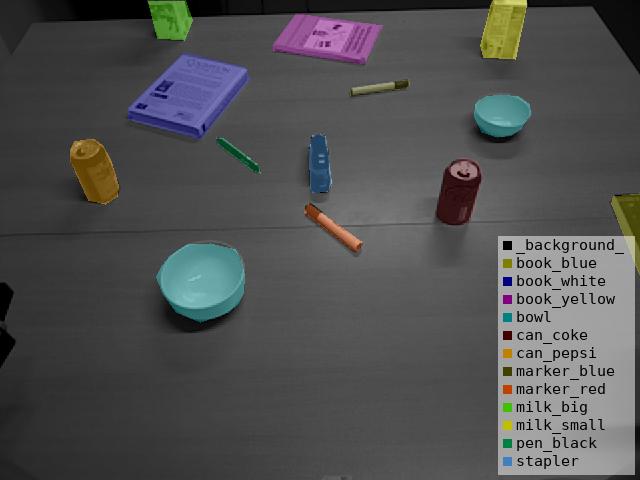 _background_
book_blue
book_white
book_yellow
bowl
can_coke
can_pepsi
marker_blue
marker_red
milk_big
milk_small
pen_black
stapler